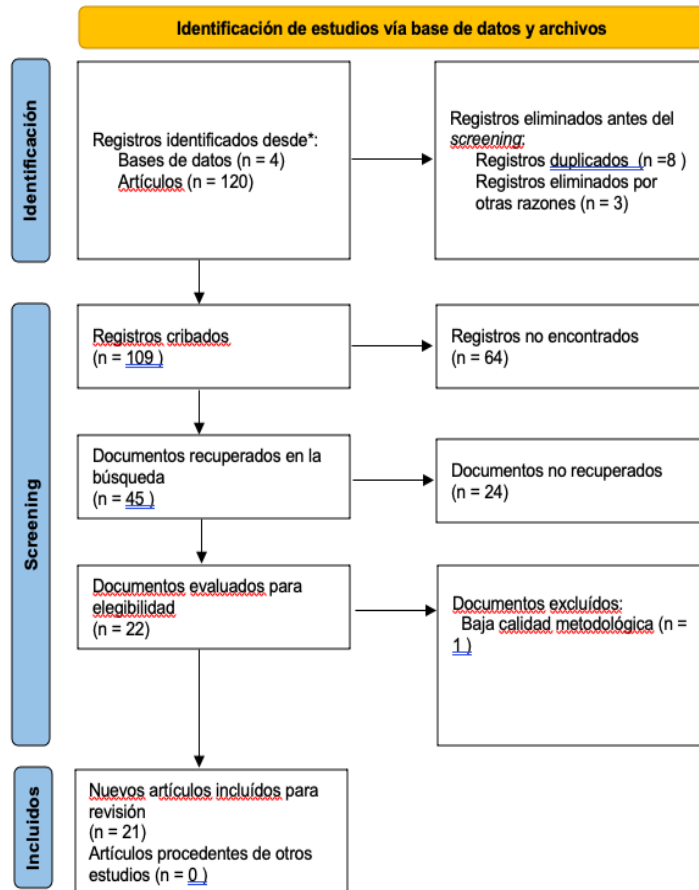 Identificación de estudios vía base de datos y archivos
Identificación
Registros identificados desde*:
Bases de datos (n = 4)
Artículos (n = 120)
Registros eliminados antes del
screening:
Registros duplicados (n =8 )
Registros eliminados por
otras razones (n = 3)
Screening
Registros cribados
(n = 109 )
Registros no encontrados
(n = 64)
Documentos recuperados en la
búsqueda
(n = 45 )
Documentos no recuperados
(n = 24)
Documentos evaluados para
elegibilidad
(n = 22)
Documentos excluídos:
Baja calidad metodológica (n =
1 )
Incluidos
Nuevos artículos incluídos para
revisión
(n = 21)
Artículos procedentes de otros
estudios (n = 0 )